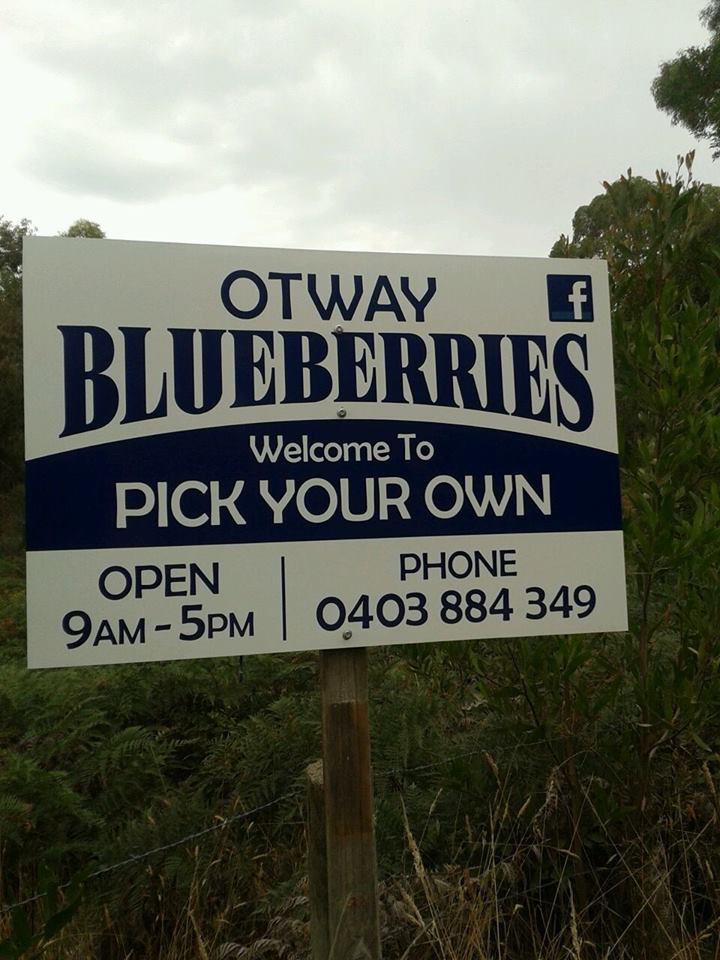 OTWAY
f
BLUEBERRIES
Welcome To
PICK YOUR OWN
OPEN
9AM - 5PM
PHONE
0403 884 349